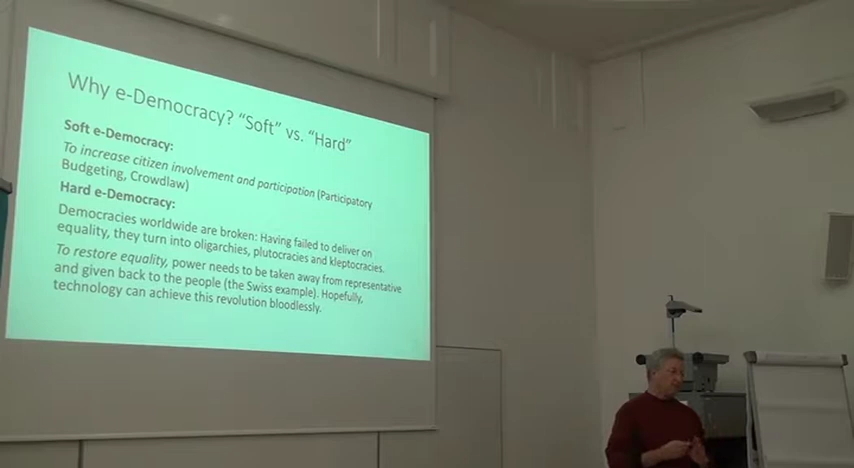 Why e-Democracy? “Soft” vs. “Hard”
Soft e-Democracy:
To increase citizen involvement and participation (Participatory
Budgeting, Crowdlaw)
Hard e-Democracy:
Democracies worldwide are broken: Having failed to deliver on
equality, they turn into oligarchies, plutocracies and kleptocracies.
To restore equality, power needs to be taken away from representative
and given back to the people (the Swiss example). Hopefully,
technology can achieve this revolution bloodlessly.